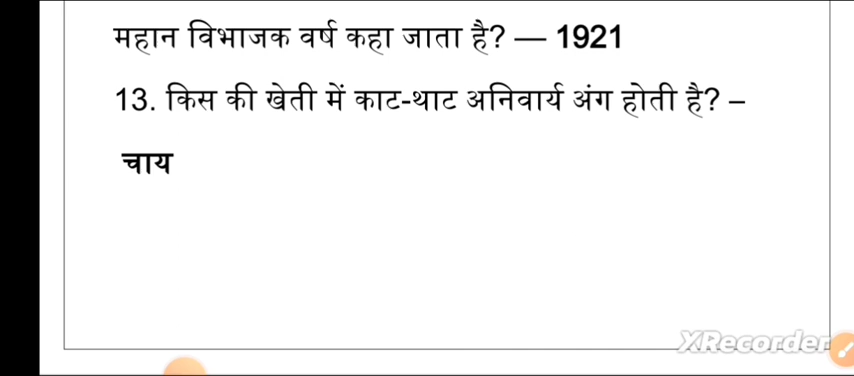 महान विभाजक वर्ष कहा जाता है? — 1921
13. किस की खेती में काट-थाट अनिवार्य अंग होती है? –
चाय
XRecorder